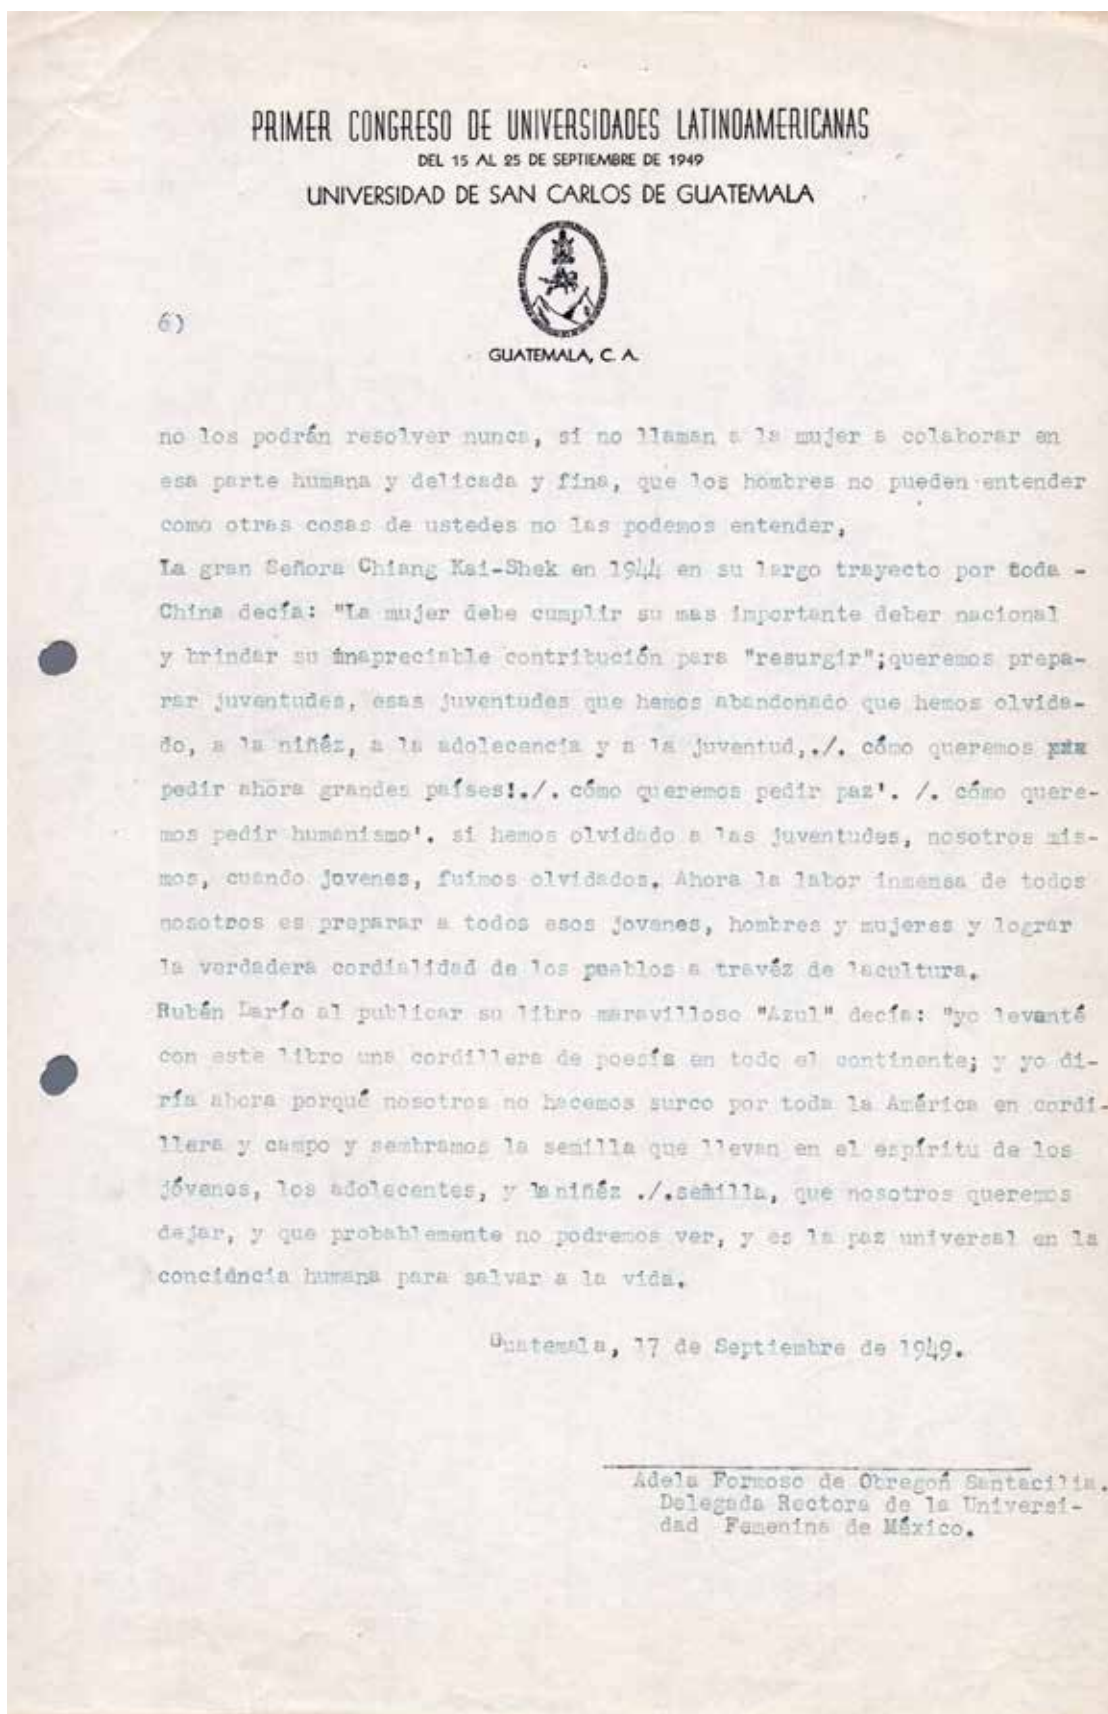 PRIMER CONGRESO DE UNIVERSIDADES LATINOAMERICANAS
DEL 15 AL 25 DE SEPTIEMBRE DE 1949
UNIVERSIDAD DE SAN CARLOS DE GUATEMALA
6)
GUATEMALA, C. A.
no los podrán resolver nunca, si no llaman a la mujer a colaborar en
esa parte humana y delicada y fina, que los hombres no pueden entender
como otras cosas de ustedes no las podemos entender,
La gran Señora Chiang Kai-Shek en 1944 en su largo trayecto por toda -
China decía: "La mujer debe cumplir su mas importante deber nacional
y brindar su inapreciable contritución para "resurgir";queremos prepa-
rar juventudes, esas juventudes que hemos abandonado que hemos olvida-
do, a la niñéz, a la adolecencia y a la juventud,./. cómo queremos
pedir ahora grandes países!./. cómo queremos pedir paz'. /. cómo quere-
mos pedir humanismo'. si hemos olvidado a las juventudes, nosotros mis-
mos, cuando jovenes, fuimos olvidados. Ahora la labor inmensa de todos
nosotros es preparar a todos esos jovenes, hombres y mujeres y lograr
la verdadera cordialidad de los pueblos a travéz de lacultura.
Rubén Darío al publicar su libro maravilloso "Azul" decía: "yo levanté
con este libro una cordillera de poesía en todo el continente; y yo di-
ría ahora porqué nosotros no hacemos surco por toda la América en cordi-
llera y campo y sembramos la semilla que llevan en el espíritu de los
jóvenes, los adolecentes, y laniñéz ./.semilla, que nosotros queremos
dejar, y que probablemente no podremos ver, y es la paz universal en la
conciéncia humana para salvar a la vida.
Guatemala, 17 de Septiembre de 1949.
Adela Formoso de Obregoń Santacilia.
Delegada Rectora de la Universi-
dad Femenina de México.